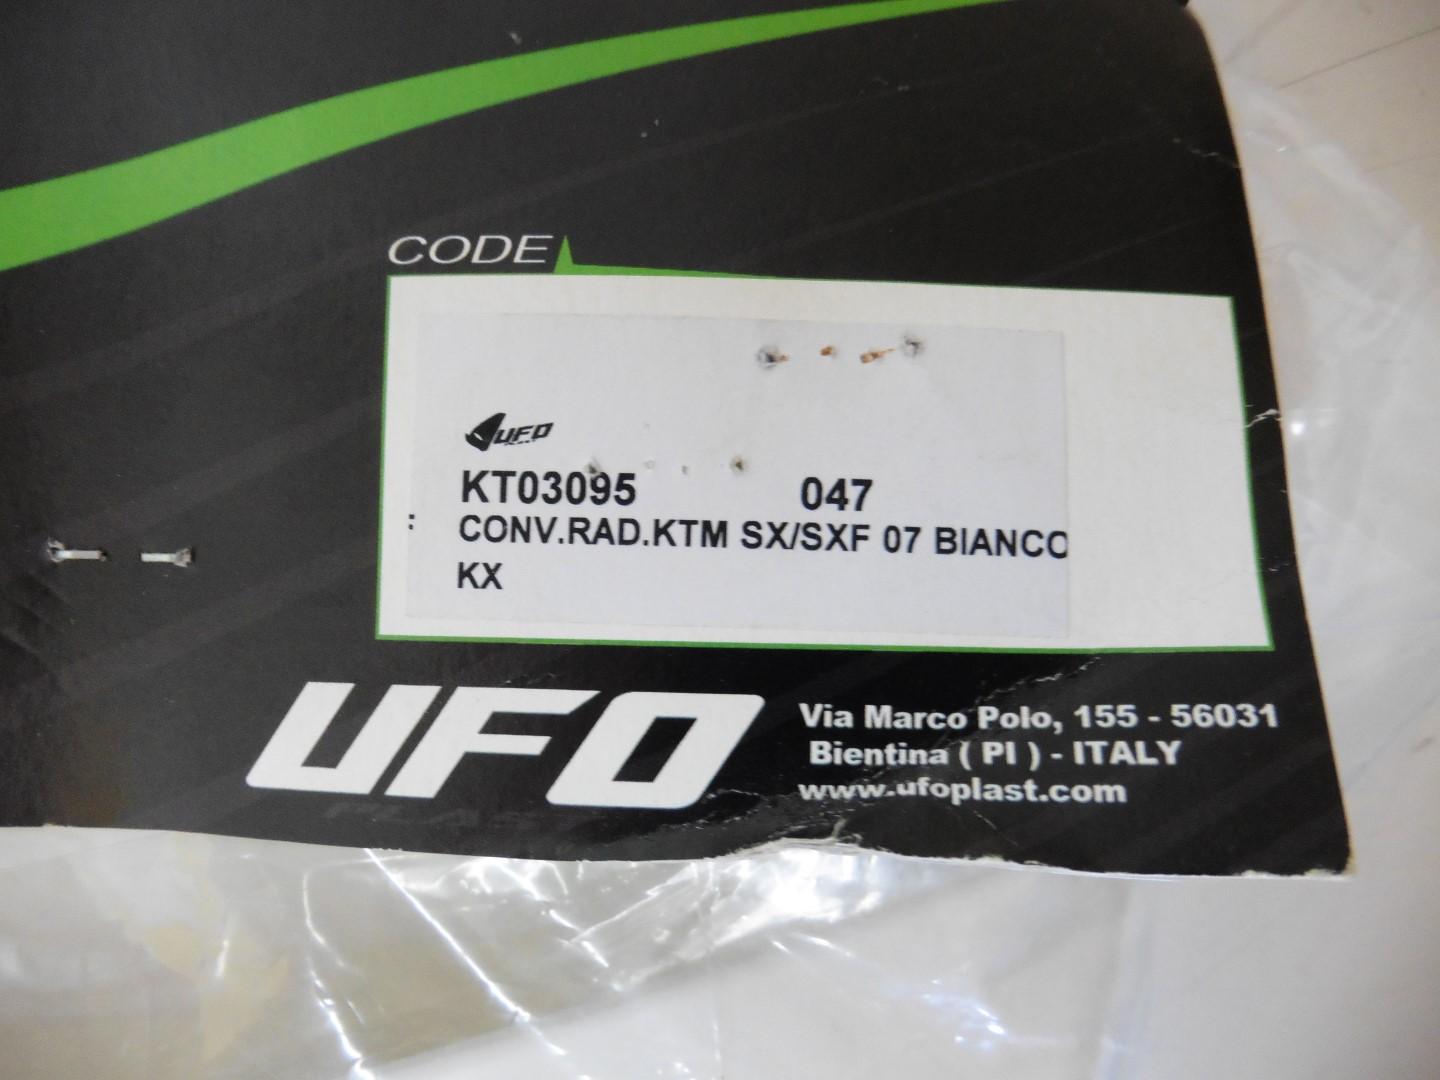 CODE
UFO
KT03095 047
: CONV.RAD.KTM SX/SXF 07 BIANCO
KX
UFO
PLAST
Via Marco Polo, 155 - 56031
Bientina ( PI ) - ITALY
www.ufoplast.com